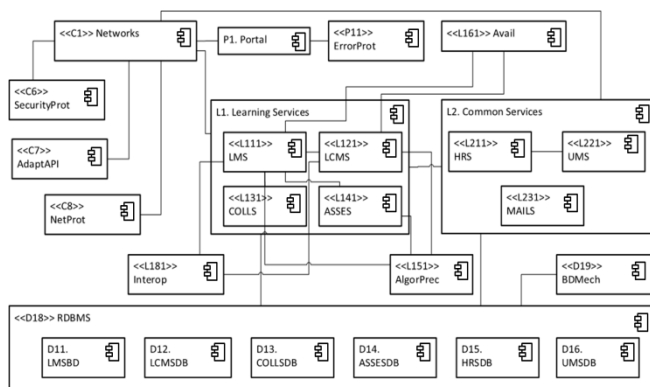 <<C1>> Networks
P1. Portal
<<P11>>
ErrorProt
<<L161>> Avail
<<C6>>
SecurityProt
<<C7>>
AdaptAPI
<<C8>>
NetProt
L1. Learning Services
<<L111>>
LMS
<<L121>>
LCMS
<<L131>>
COLLS
<<L141>>
ASSES
L2. Common Services
<<L211>>
HRS
<<L221>>
UMS
<<L231>>
MAILS
<<L181>>
Interop
<<L151>>
AlgorPrec
<<D19>>
BDMech
<<D18>> RDBMS
D11.
LMSBD
D12.
LCMSDB
D13.
COLLSDB
D14.
ASSESDB
D15.
HRSDB
D16.
UMSDB